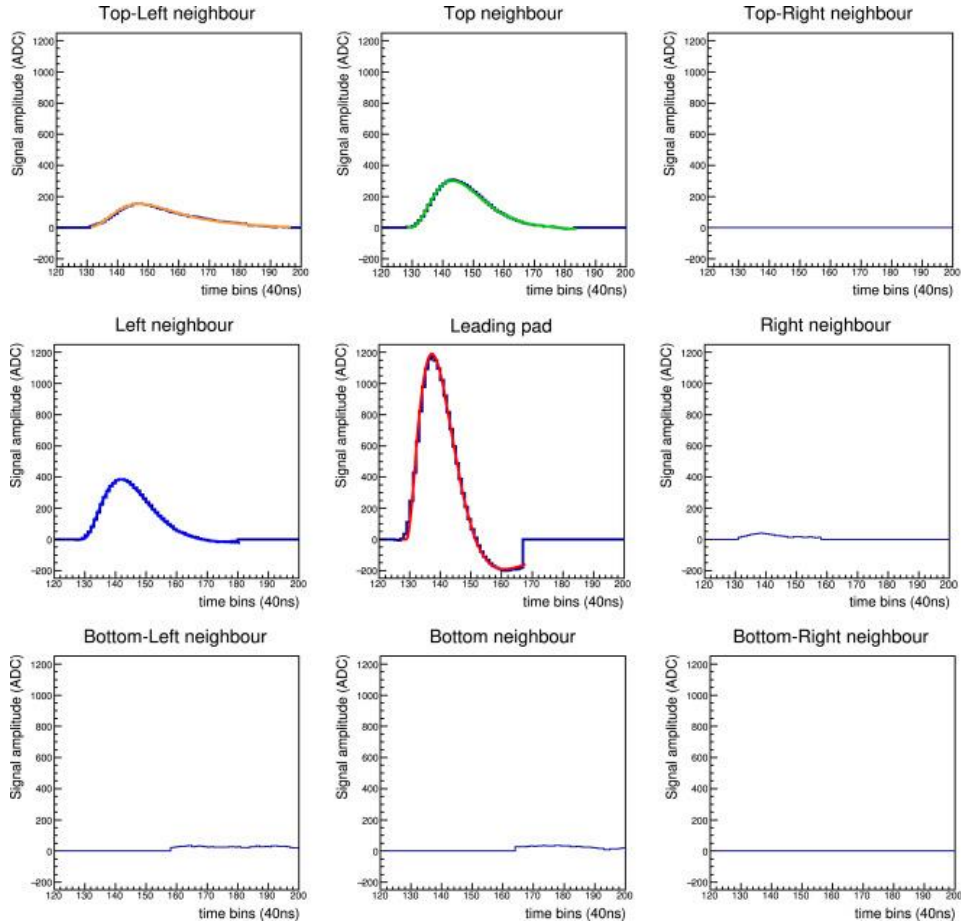 Top-Left neighbour
Signal amplitude (ADC)
1200
1000
800
600
400
200
0
−200
120 130 140 150 160 170 180 190 200
time bins (40ns)
Top neighbour
Signal amplitude (ADC)
1200
1000
800
600
400
200
0
−200
120 130 140 150 160 170 180 190 200
time bins (40ns)
Top-Right neighbour
Signal amplitude (ADC)
1200
1000
800
600
400
200
0
−200
120 130 140 150 160 170 180 190 200
time bins (40ns)
Left neighbour
Signal amplitude (ADC)
1200
1000
800
600
400
200
0
−200
120 130 140 150 160 170 180 190 200
time bins (40ns)
Leading pad
Signal amplitude (ADC)
1200
1000
800
600
400
200
0
−200
120 130 140 150 160 170 180 190 200
time bins (40ns)
Right neighbour
Signal amplitude (ADC)
1200
1000
800
600
400
200
0
−200
120 130 140 150 160 170 180 190 200
time bins (40ns)
Bottom-Left neighbour
Signal amplitude (ADC)
1200
1000
800
600
400
200
0
−200
120 130 140 150 160 170 180 190 200
time bins (40ns)
Bottom neighbour
Signal amplitude (ADC)
1200
1000
800
600
400
200
0
−200
120 130 140 150 160 170 180 190 200
time bins (40ns)
Bottom-Right neighbour
Signal amplitude (ADC)
1200
1000
800
600
400
200
0
−200
120 130 140 150 160 170 180 190 200
time bins (40ns)